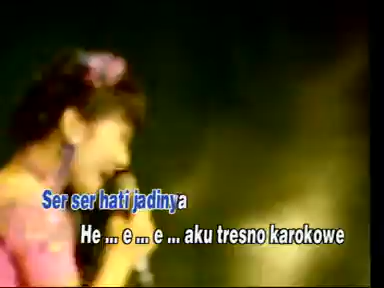 Ser ser hati jadinya
He ... e ... e ... aku tresno karokowe